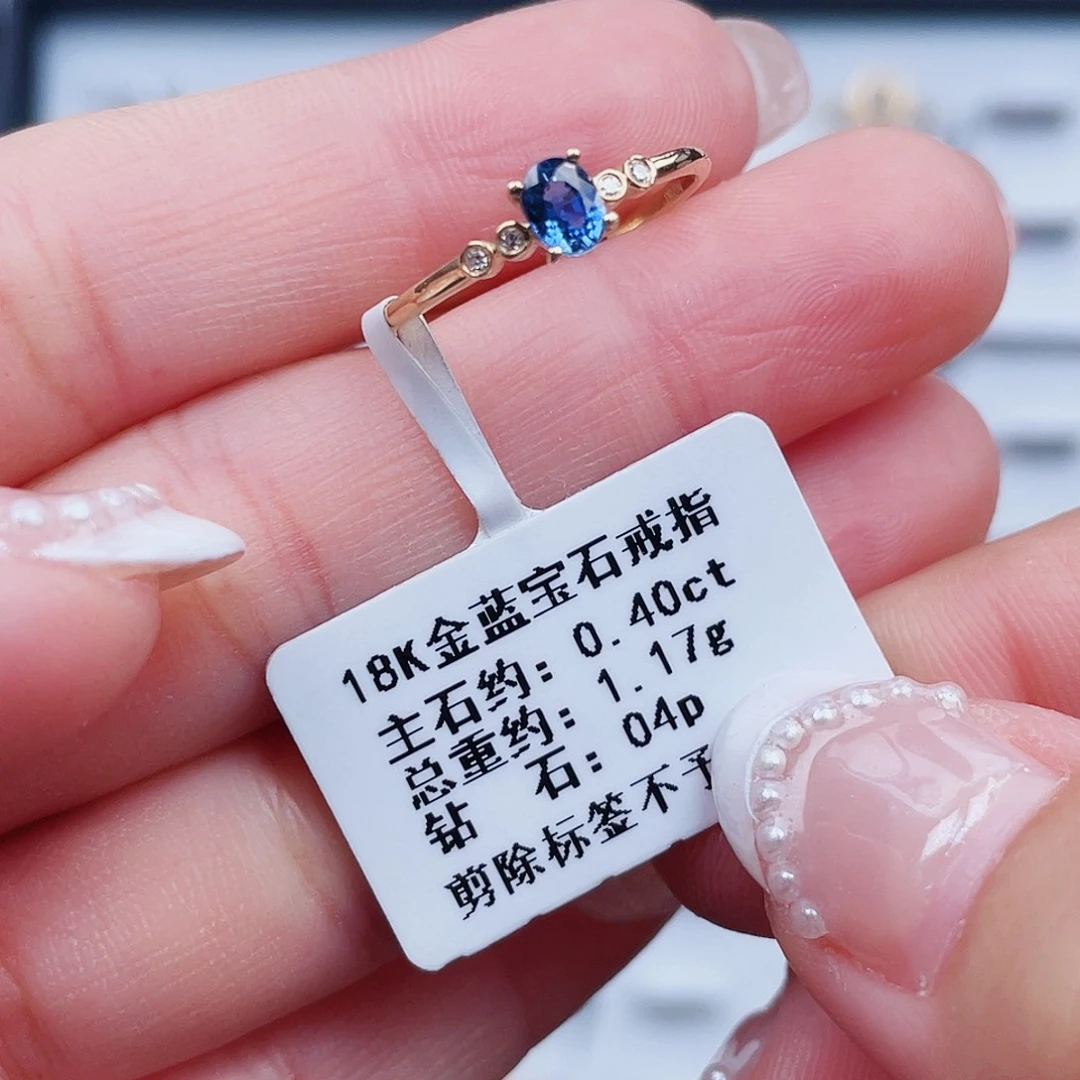 18K金蓝宝石戒指
主石约: 0.40ct
总重约: 1.17g
钻 石: 04p
剪除标签不予